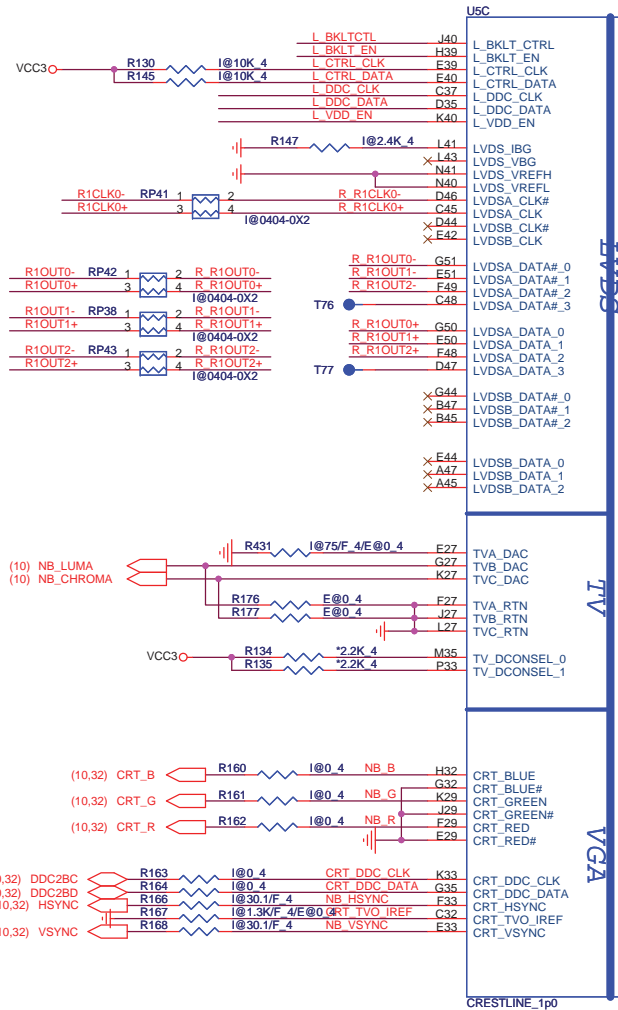 U5C
L_BKLTCTL J40 L_BKLT_CTRL
L_BKLT_EN H39 L_BKLT_EN
VCC3 R130 I@10K_4 L_CTRL_CLK E39 L_CTRL_CLK
R145 I@10K_4 L_CTRL_DATA E40 L_CTRL_DATA
L_DDC_CLK C37 L_DDC_CLK
L_DDC_DATA D35 L_DDC_DATA
L_VDD_EN K40 L_VDD_EN
R147 I@2.4K_4 L41 LVDS_IBG
L43 LVDS_VBG
N41 LVDS_VREFH
N40 LVDS_VREFL
R1CLK0- RP41 1 2 R_R1CLK0- D46 LVDSA_CLK#
R1CLK0+ 3 4 R_R1CLK0+ C45 LVDSA_CLK
I@0404-0X2 D44 LVDSB_CLK#
E42 LVDSB_CLK
LVDS
R_R1OUT0- G51 LVDSA_DATA#_0
R1OUT0- RP42 1 2 R_R1OUT0- R_R1OUT1- E51 LVDSA_DATA#_1
R1OUT0+ 3 4 R_R1OUT0+ R_R1OUT2- F49 LVDSA_DATA#_2
I@0404-0X2 T76 C48 LVDSA_DATA#_3
R1OUT1- RP38 1 2 R_R1OUT1-
R1OUT1+ 3 4 R_R1OUT1+ R_R1OUT0+ G50 LVDSA_DATA_0
I@0404-0X2 R_R1OUT1+ E50 LVDSA_DATA_1
R1OUT2- RP43 1 2 R_R1OUT2- R_R1OUT2+ F48 LVDSA_DATA_2
R1OUT2+ 3 4 R_R1OUT2+ T77 D47 LVDSA_DATA_3
I@0404-0X2
G44 LVDSB_DATA#_0
B47 LVDSB_DATA#_1
B45 LVDSB_DATA#_2
E44 LVDSB_DATA_0
A47 LVDSB_DATA_1
A45 LVDSB_DATA_2
R431 I@75/F_4/E@0_4 E27 TVA_DAC
(10) NB_LUMA G27 TVB_DAC
(10) NB_CHROMA K27 TVC_DAC
TV
R176 E@0_4 F27 TVA_RTN
R177 E@0_4 J27 TVB_RTN
L27 TVC_RTN
VCC3 R134 *2.2K_4 M35 TV_DCONSEL_0
R135 *2.2K_4 P33 TV_DCONSEL_1
(10,32) CRT_B R160 I@0_4 NB_B H32 CRT_BLUE
G32 CRT_BLUE#
(10,32) CRT_G R161 I@0_4 NB_G K29 CRT_GREEN
J29 CRT_GREEN#
(10,32) CRT_R R162 I@0_4 NB_R F29 CRT_RED
E29 CRT_RED#
VGA
0,32) DDC2BC R163 I@0_4 CRT_DDC_CLK K33 CRT_DDC_CLK
0,32) DDC2BD R164 I@0_4 CRT_DDC_DATA G35 CRT_DDC_DATA
10,32) HSYNC R166 I@30.1/F_4 NB_HSYNC F33 CRT_HSYNC
R167 I@1.3K/F_4/E@0_4 CRT_TVO_IREF C32 CRT_TVO_IREF
10,32) VSYNC R168 I@30.1/F_4 NB_VSYNC E33 CRT_VSYNC
CRESTLINE_1p0